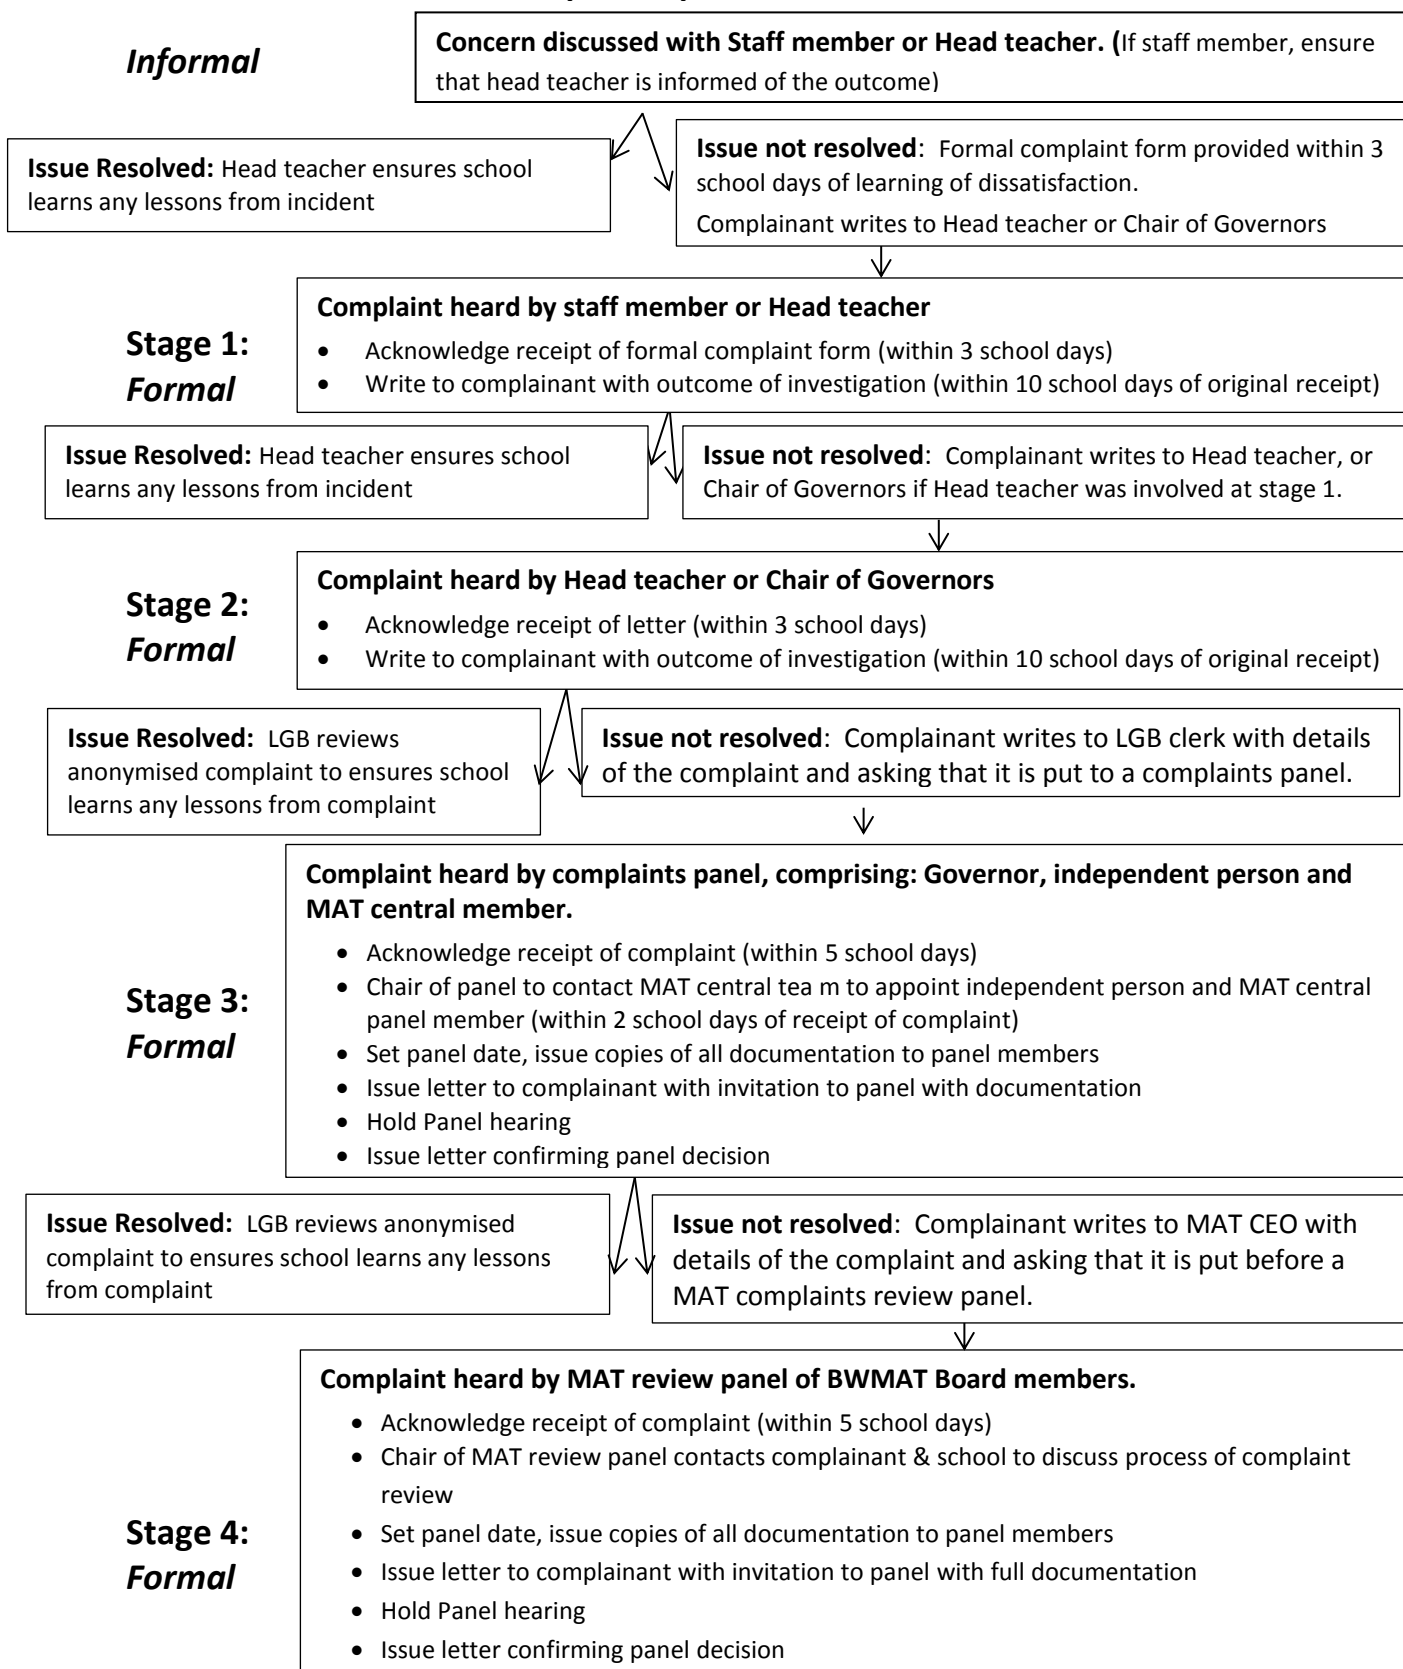 Informal
Concern discussed with Staff member or Head teacher. (If staff member, ensure
that head teacher is informed of the outcome)
Issue Resolved: Head teacher ensures school
learns any lessons from incident
Issue not resolved:  Formal complaint form provided within 3
school days of learning of dissatisfaction.
Complainant writes to Head teacher or Chair of Governors
Stage 1:
Formal
Complaint heard by staff member or Head teacher
• Acknowledge receipt of formal complaint form (within 3 school days)
• Write to complainant with outcome of investigation (within 10 school days of original receipt)
Issue Resolved: Head teacher ensures school
learns any lessons from incident
Issue not resolved:  Complainant writes to Head teacher, or
Chair of Governors if Head teacher was involved at stage 1.
Stage 2:
Formal
Complaint heard by Head teacher or Chair of Governors
• Acknowledge receipt of letter (within 3 school days)
• Write to complainant with outcome of investigation (within 10 school days of original receipt)
Issue Resolved:  LGB reviews
anonymised complaint to ensures school
learns any lessons from complaint
Issue not resolved:  Complainant writes to LGB clerk with details
of the complaint and asking that it is put to a complaints panel.
Stage 3:
Formal
Complaint heard by complaints panel, comprising: Governor, independent person and
MAT central member.
• Acknowledge receipt of complaint (within 5 school days)
• Chair of panel to contact MAT central tea m to appoint independent person and MAT central
panel member (within 2 school days of receipt of complaint)
• Set panel date, issue copies of all documentation to panel members
• Issue letter to complainant with invitation to panel with documentation
• Hold Panel hearing
• Issue letter confirming panel decision
Issue Resolved:  LGB reviews anonymised
complaint to ensures school learns any lessons
from complaint
Issue not resolved:  Complainant writes to MAT CEO with
details of the complaint and asking that it is put before a
MAT complaints review panel.
Stage 4:
Formal
Complaint heard by MAT review panel of BWMAT Board members.
• Acknowledge receipt of complaint (within 5 school days)
• Chair of MAT review panel contacts complainant & school to discuss process of complaint
review
• Set panel date, issue copies of all documentation to panel members
• Issue letter to complainant with invitation to panel with full documentation
• Hold Panel hearing
• Issue letter confirming panel decision